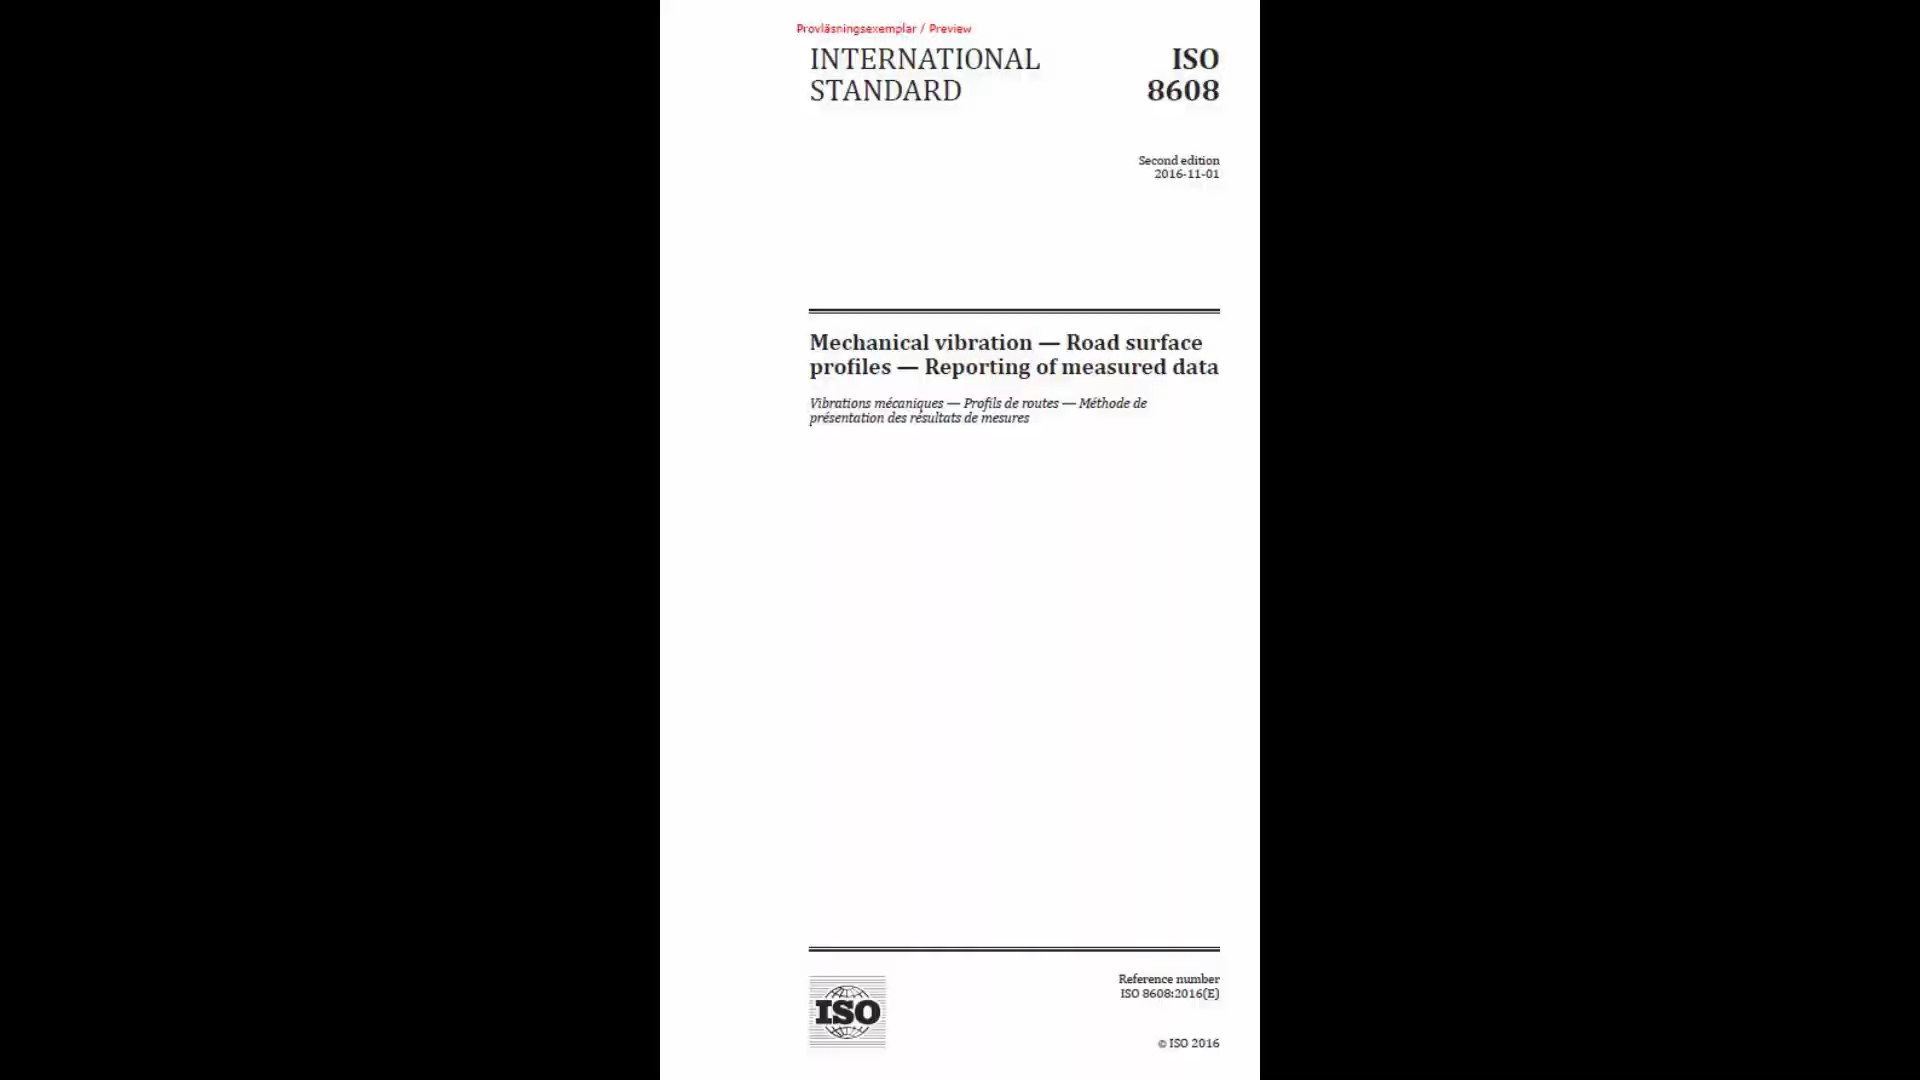 Provläsningsexemplar / Preview
INTERNATIONAL
STANDARD
ISO
8608
Second edition
2016-11-01
Mechanical vibration — Road surface
profiles — Reporting of measured data
Vibrations mécaniques — Profils de routes — Méthode de
présentation des résultats de mesures
ISO
Reference number
ISO 8608:2016(E)
© ISO 2016